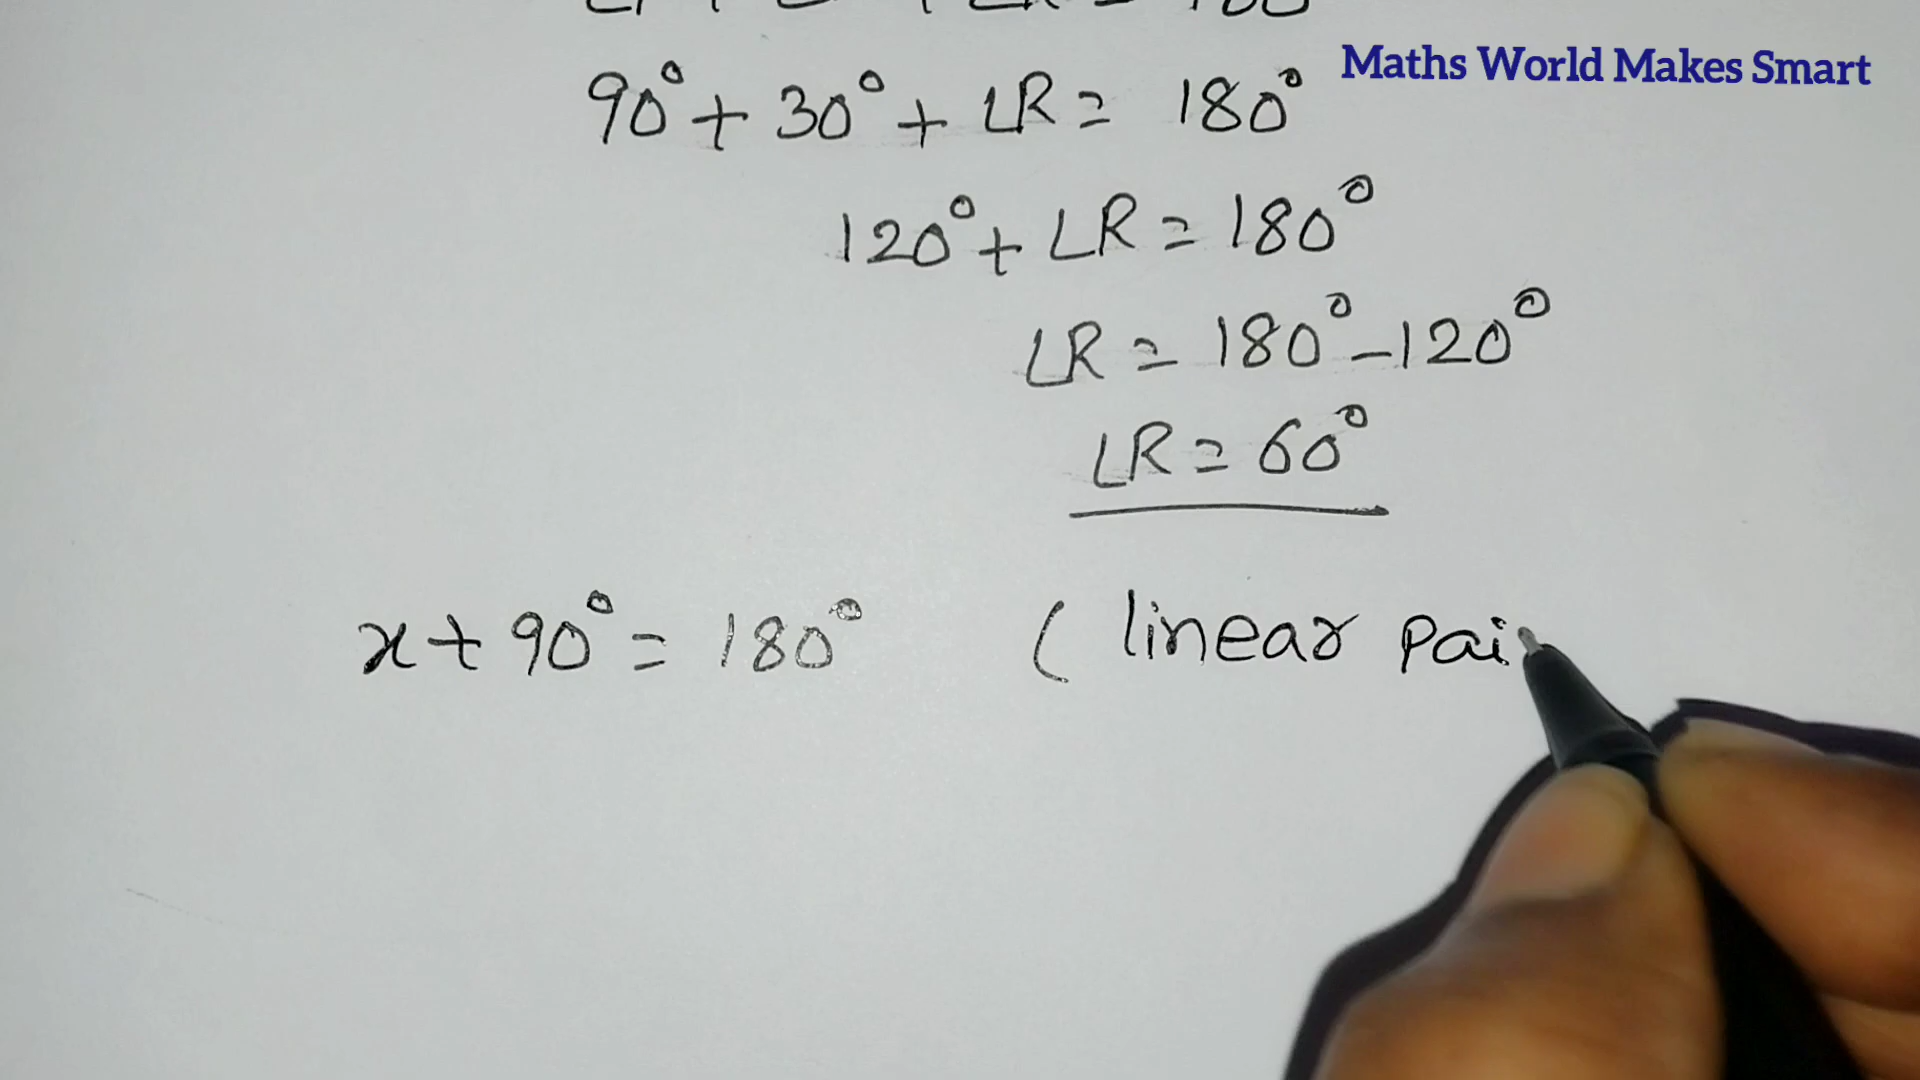 Maths World Makes Smart
90° + 30° + ∠R = 180°
120° + ∠R = 180°
∠R = 180° - 120°
∠R = 60°
x + 90° = 180° ( linear pai